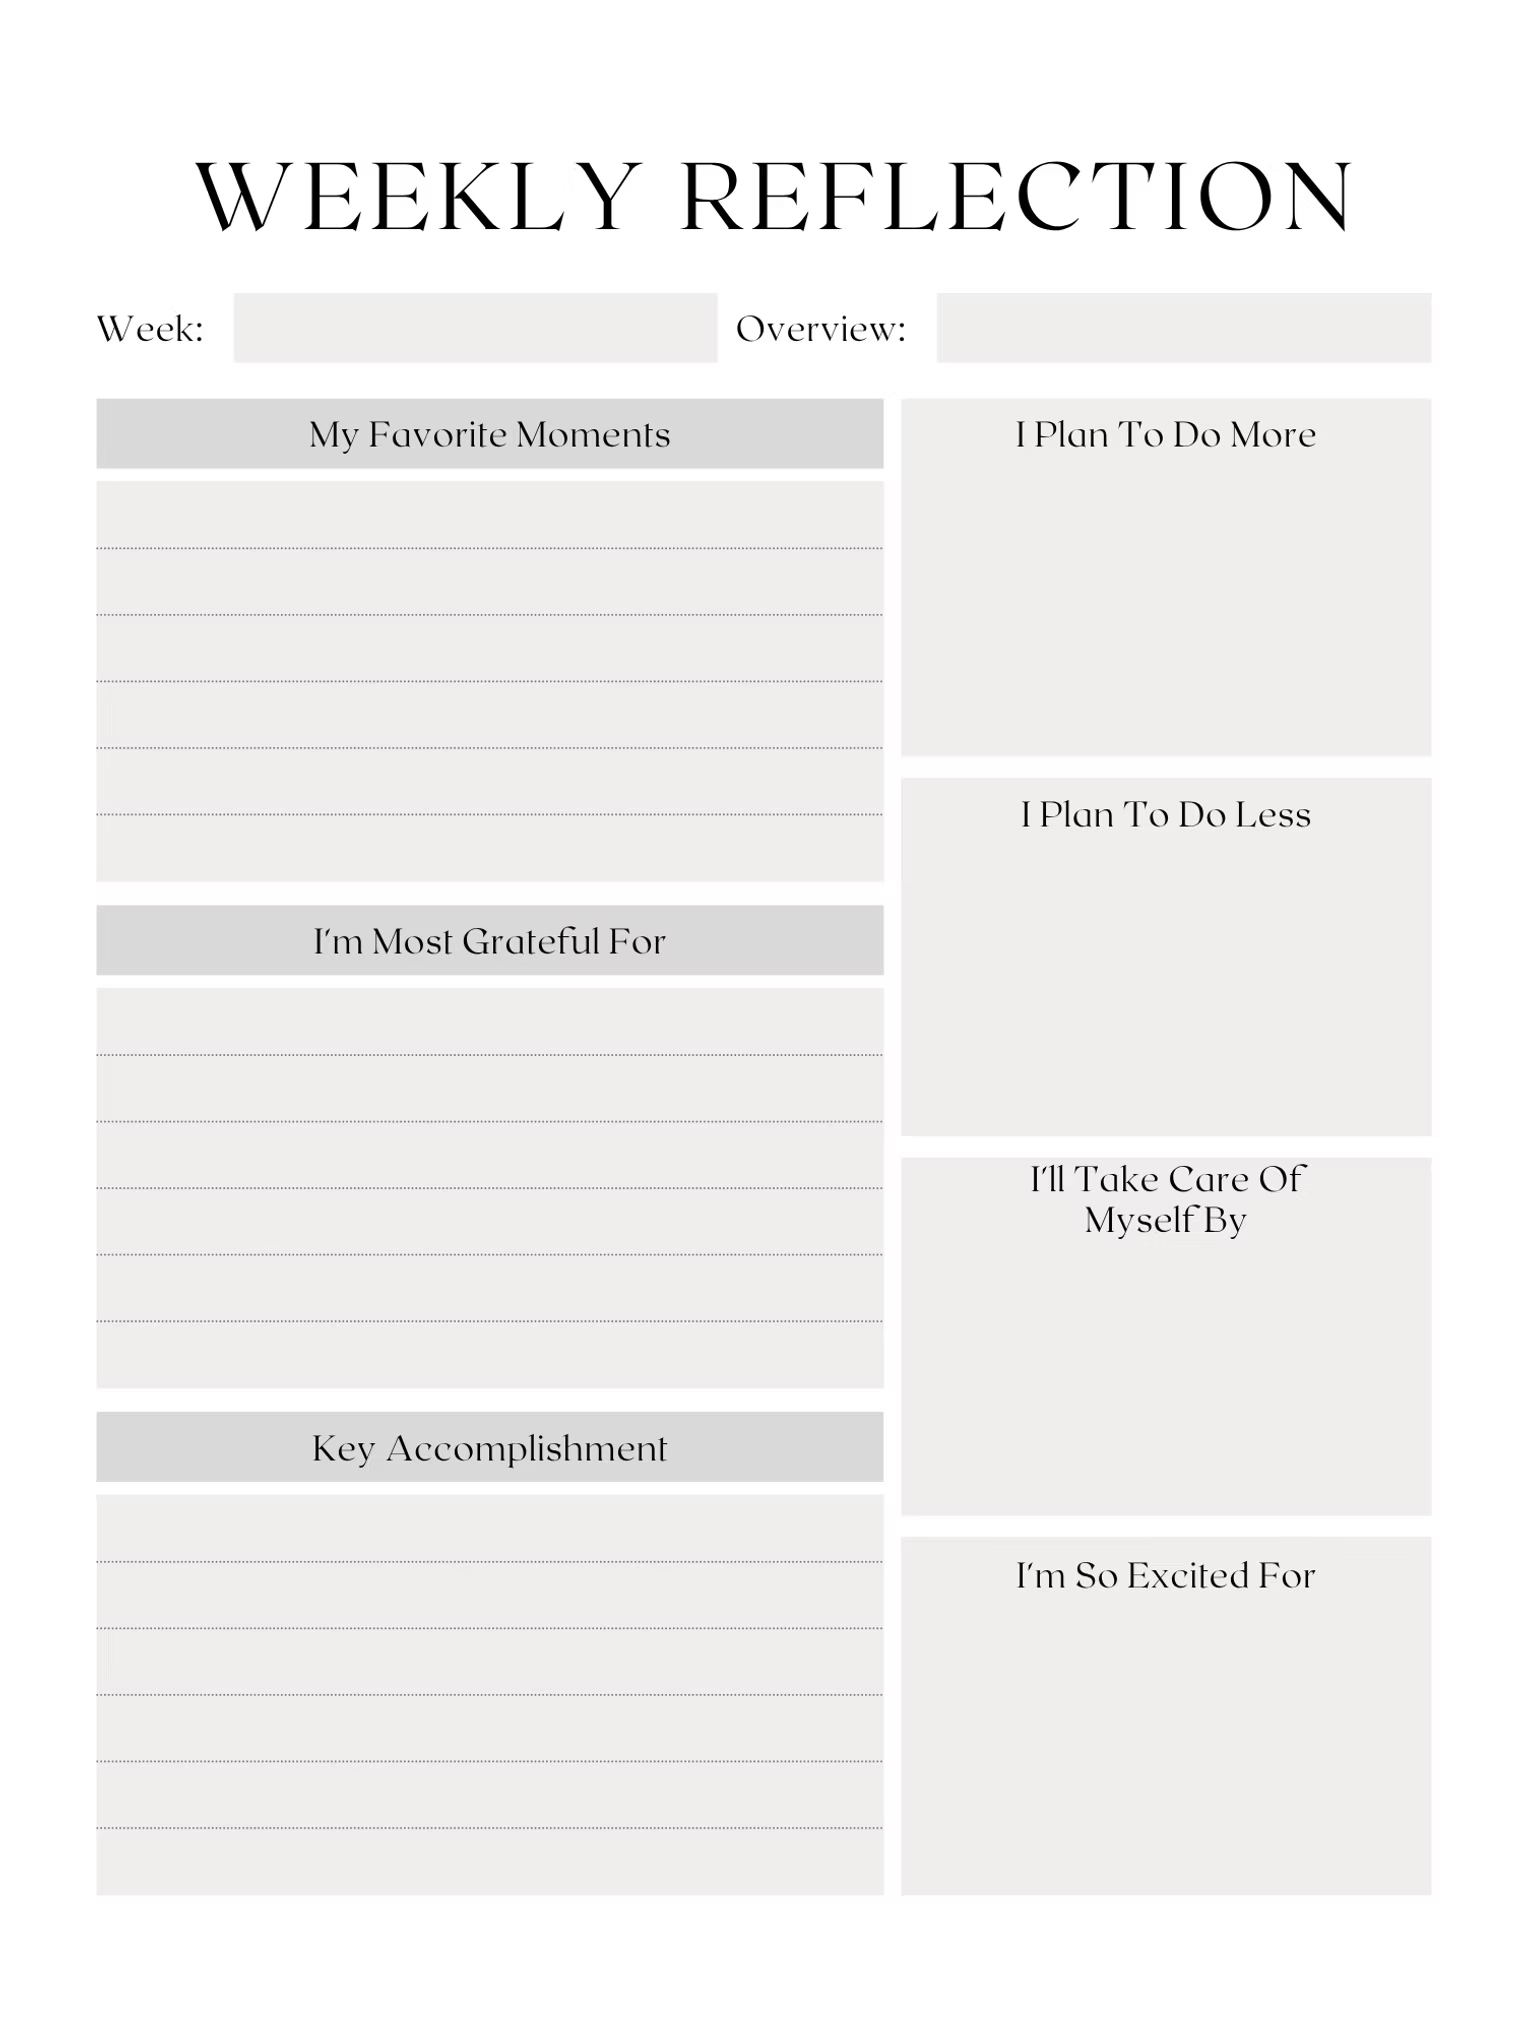 WEEKLY REFLECTION
Week:
Overview:
My Favorite Moments
I'm Most Grateful For
Key Accomplishment
I Plan To Do More
I Plan To Do Less
I'll Take Care Of
Myself By
I'm So Excited For